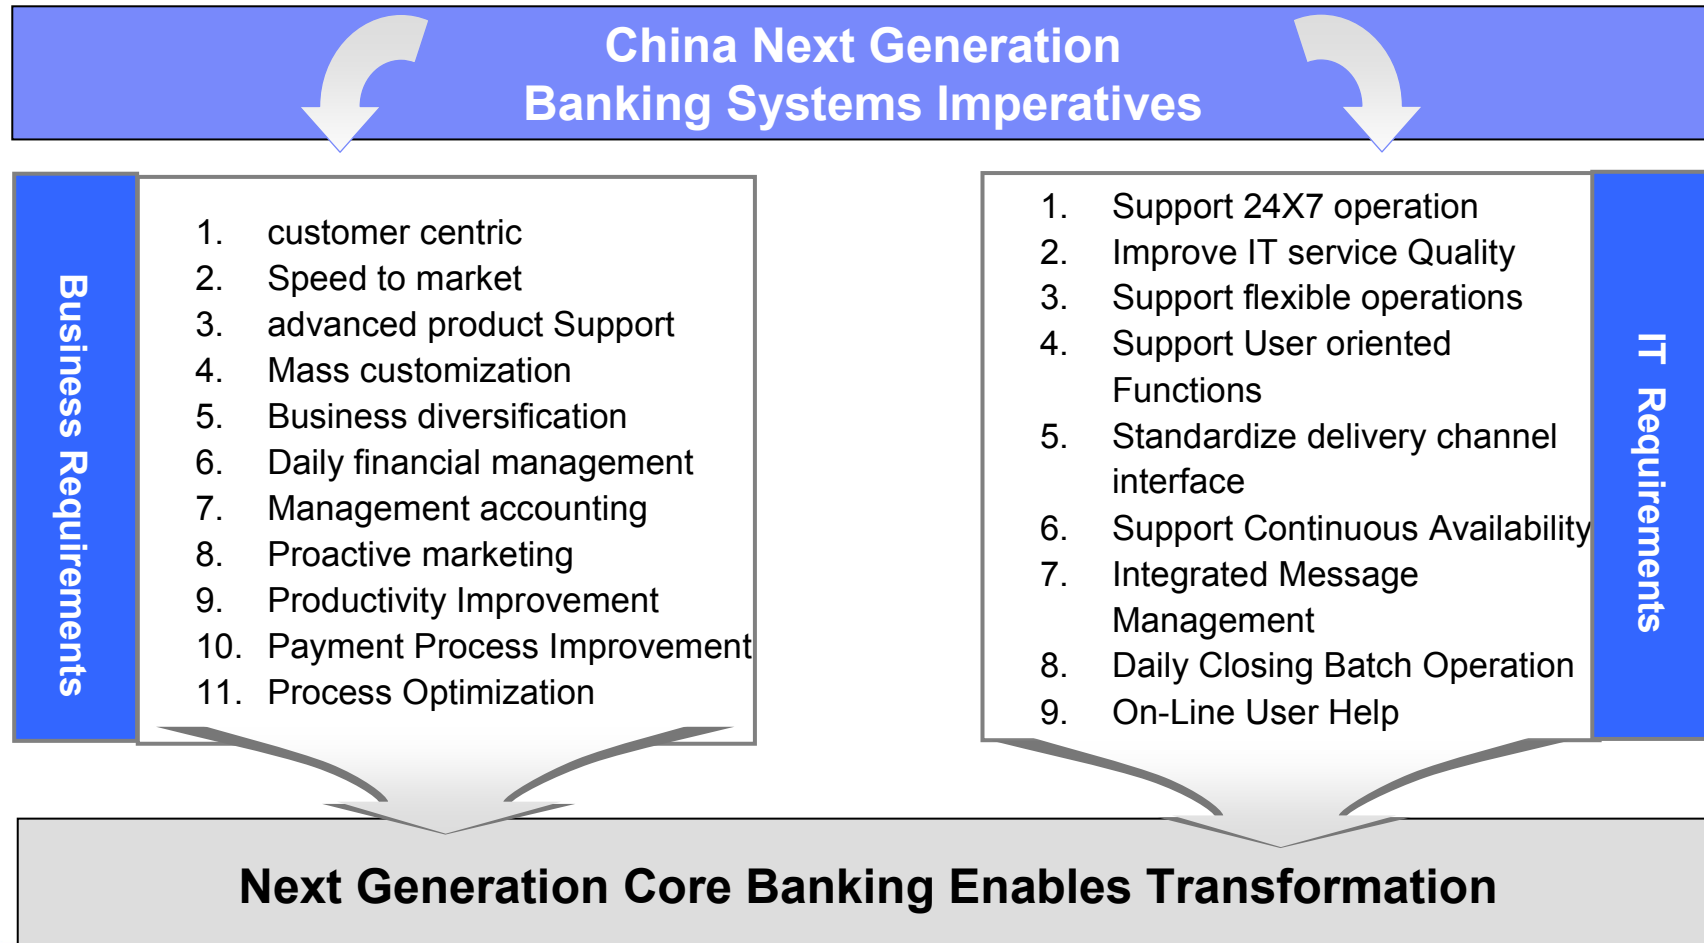 China Next Generation
Banking Systems Imperatives
Business Requirements
1. customer centric
2. Speed to market
3. advanced product Support
4. Mass customization
5. Business diversification
6. Daily financial management
7. Management accounting
8. Proactive marketing
9. Productivity Improvement
10. Payment Process Improvement
11. Process Optimization
1. Support 24X7 operation
2. Improve IT service Quality
3. Support flexible operations
4. Support User oriented
Functions
5. Standardize delivery channel
interface
6. Support Continuous Availability
7. Integrated Message
Management
8. Daily Closing Batch Operation
9. On-Line User Help
IT Requirements
Next Generation Core Banking Enables Transformation